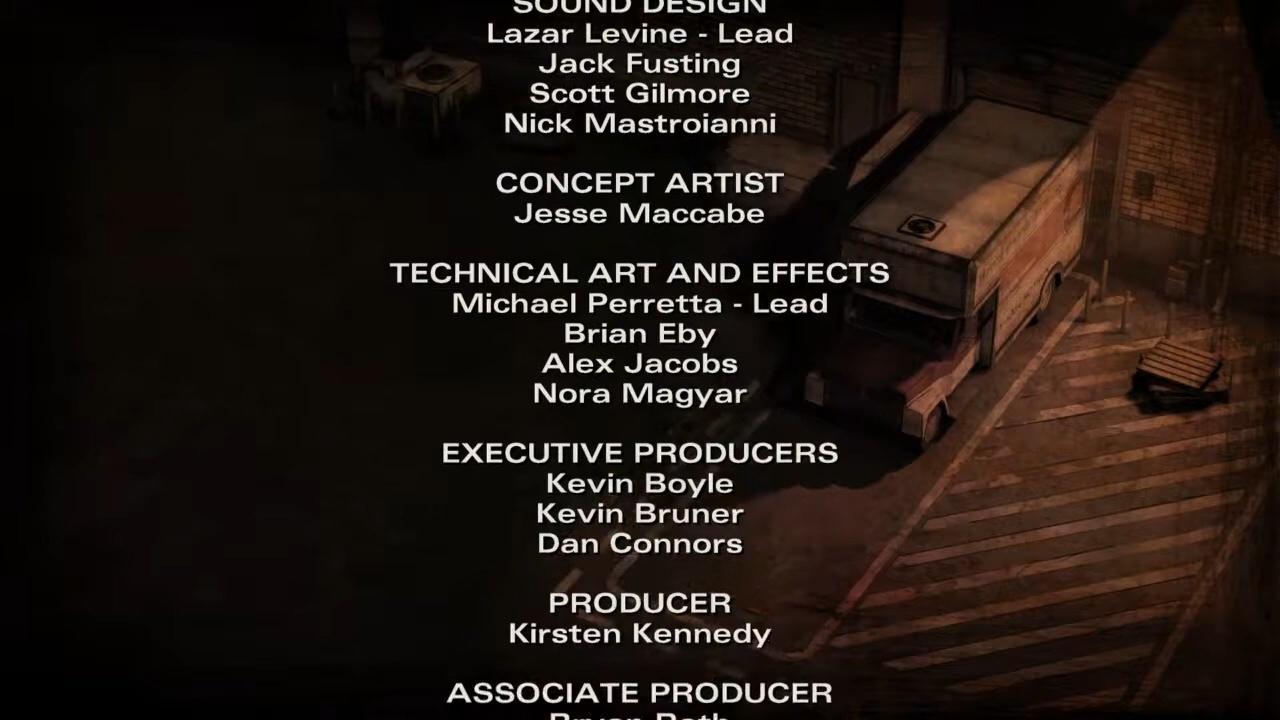 SOUND DESIGN
Lazar Levine - Lead
Jack Fusting
Scott Gilmore
Nick Mastroianni
CONCEPT ARTIST
Jesse Maccabe
TECHNICAL ART AND EFFECTS
Michael Perretta - Lead
Brian Eby
Alex Jacobs
Nora Magyar
EXECUTIVE PRODUCERS
Kevin Boyle
Kevin Bruner
Dan Connors
PRODUCER
Kirsten Kennedy
ASSOCIATE PRODUCER
Bryan Roth